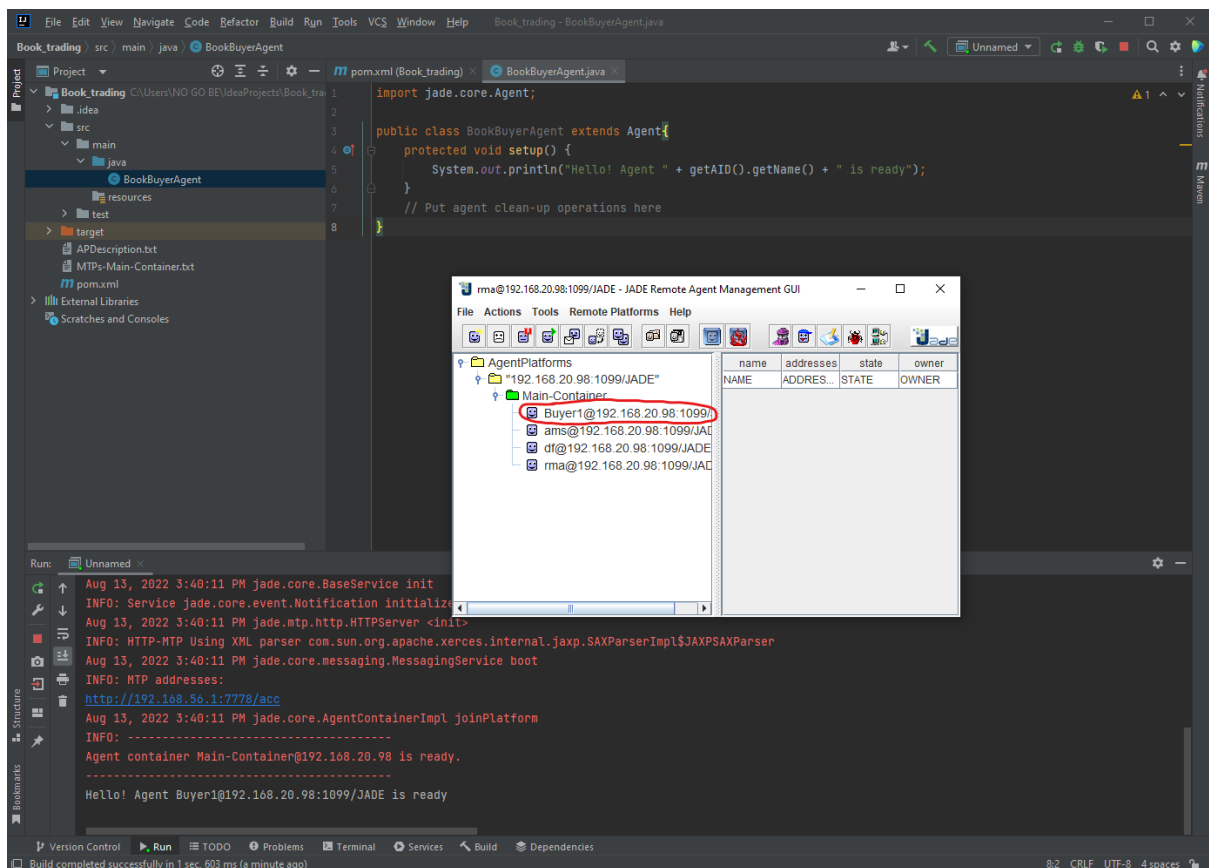 File Edit View Navigate Code Refactor Build Run Tools VCS Window Help Book_trading - BookBuyerAgent.java
Book_trading src main java BookBuyerAgent
Unnamed
Project
pom.xml (Book_trading)
BookBuyerAgent.java
Project
Notifications
Maven
Book_trading C:\Users\NO GO BE\IdeaProjects\Book_tra
.idea
src
main
java
BookBuyerAgent
resources
test
target
APDescription.txt
MTPs-Main-Container.txt
pom.xml
External Libraries
Scratches and Consoles
1 import jade.core.Agent;
2
3 public class BookBuyerAgent extends Agent{
4 protected void setup() {
5 System.out.println("Hello! Agent " + getAID().getName() + " is ready");
6 }
7 // Put agent clean-up operations here
8 }
1
rma@192.168.20.98:1099/JADE - JADE Remote Agent Management GUI
File Actions Tools Remote Platforms Help
Jade
AgentPlatforms
"192.168.20.98:1099/JADE"
Main-Container
Buyer1@192.168.20.98:1099/
ams@192.168.20.98:1099/JAD
df@192.168.20.98:1099/JADE
rma@192.168.20.98:1099/JAD
name addresses state owner
NAME ADDRES... STATE OWNER
Run: Unnamed
Aug 13, 2022 3:40:11 PM jade.core.BaseService init
INFO: Service jade.core.event.Notification initialize
Aug 13, 2022 3:40:11 PM jade.mtp.http.HTTPServer <init>
INFO: HTTP-MTP Using XML parser com.sun.org.apache.xerces.internal.jaxp.SAXParserImpl$JAXPSAXParser
Aug 13, 2022 3:40:11 PM jade.core.messaging.MessagingService boot
INFO: MTP addresses:
http://192.168.56.1:7778/acc
Aug 13, 2022 3:40:11 PM jade.core.AgentContainerImpl joinPlatform
INFO: --------------------------------------
Agent container Main-Container@192.168.20.98 is ready.
--------------------------------------------
Hello! Agent Buyer1@192.168.20.98:1099/JADE is ready
Structure
Bookmarks
Version Control Run TODO Problems Terminal Services Build Dependencies
Build completed successfully in 1 sec, 603 ms (a minute ago)
8:2 CRLF UTF-8 4 spaces